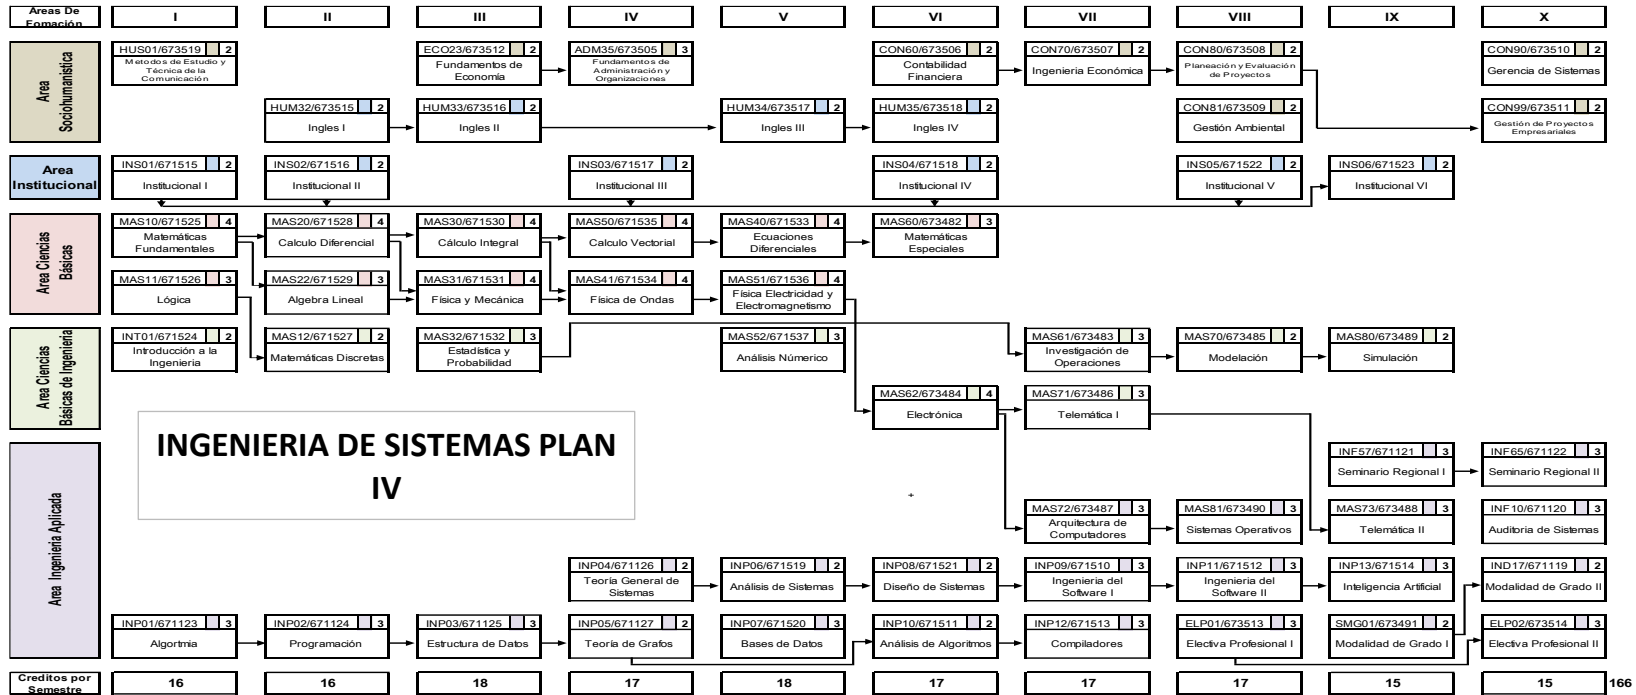 Areas De
Fomación
I
II
III
IV
V
VI
VII
VIII
IX
X
Area
Sociohumanística
HUS01/673519 2
Metodos de Estudio y
Técnica de la
Comunicación
ECO23/673512 2
Fundamentos de
Economía
ADM35/673505 3
Fundamentos de
Administración y
Organizaciones
CON60/673506 2
Contabilidad
Financiera
CON70/673507 2
Ingenieria Económica
CON80/673508 2
Planeación y Evaluación
de Proyectos
CON90/673510 2
Gerencia de Sistemas
HUM32/673515 2
Ingles I
HUM33/673516 2
Ingles II
HUM34/673517 2
Ingles III
HUM35/673518 2
Ingles IV
CON81/673509 2
Gestión Ambiental
CON99/673511 2
Gestión de Proyectos
Empresariales
Area
Institucional
INS01/671515 2
Institucional I
INS02/671516 2
Institucional II
INS03/671517 2
Institucional III
INS04/671518 2
Institucional IV
INS05/671522 2
Institucional V
INS06/671523 2
Institucional VI
Area Ciencias
Básicas
MAS10/671525 4
Matemáticas
Fundamentales
MAS20/671528 4
Calculo Diferencial
MAS30/671530 4
Cálculo Integral
MAS50/671535 4
Calculo Vectorial
MAS40/671533 4
Ecuaciones
Diferenciales
MAS60/673482 3
Matemáticas
Especiales
MAS11/671526 3
Lógica
MAS22/671529 3
Algebra Lineal
MAS31/671531 4
Física y Mecánica
MAS41/671534 4
Física de Ondas
MAS51/671536 4
Física Electricidad y
Electromagnetismo
Area Ciencias
Básicas de Ingeniería
INT01/671524 2
Introducción a la
Ingenieria
MAS12/671527 2
Matemáticas Discretas
MAS32/671532 3
Estadística y
Probabilidad
MAS52/671537 3
Análisis Númerico
MAS61/673483 3
Investigación de
Operaciones
MAS70/673485 2
Modelación
MAS80/673489 2
Simulación
MAS62/673484 4
Electrónica
MAS71/673486 3
Telemática I
INGENIERIA DE SISTEMAS PLAN
IV
Area Ingeniería Aplicada
INF57/671121 3
Seminario Regional I
INF65/671122 3
Seminario Regional II
MAS72/673487 3
Arquitectura de
Computadores
MAS81/673490 3
Sistemas Operativos
MAS73/673488 3
Telemática II
INF10/671120 3
Auditoria de Sistemas
INP04/671126 2
Teoría General de
Sistemas
INP06/671519 2
Análisis de Sistemas
INP08/671521 2
Diseño de Sistemas
INP09/671510 3
Ingenieria del
Software I
INP11/671512 3
Ingenieria del
Software II
INP13/671514 3
Inteligencia Artificial
IND17/671119 2
Modalidad de Grado II
INP01/671123 3
Algortmia
INP02/671124 3
Programación
INP03/671125 3
Estructura de Datos
INP05/671127 2
Teoría de Grafos
INP07/671520 3
Bases de Datos
INP10/671511 2
Análisis de Algoritmos
INP12/671513 3
Compiladores
ELP01/673513 3
Electiva Profesional I
SMG01/673491 2
Modalidad de Grado I
ELP02/673514 3
Electiva Profesional II
Creditos por
Semestre
16
16
18
17
18
17
17
17
15
15
166